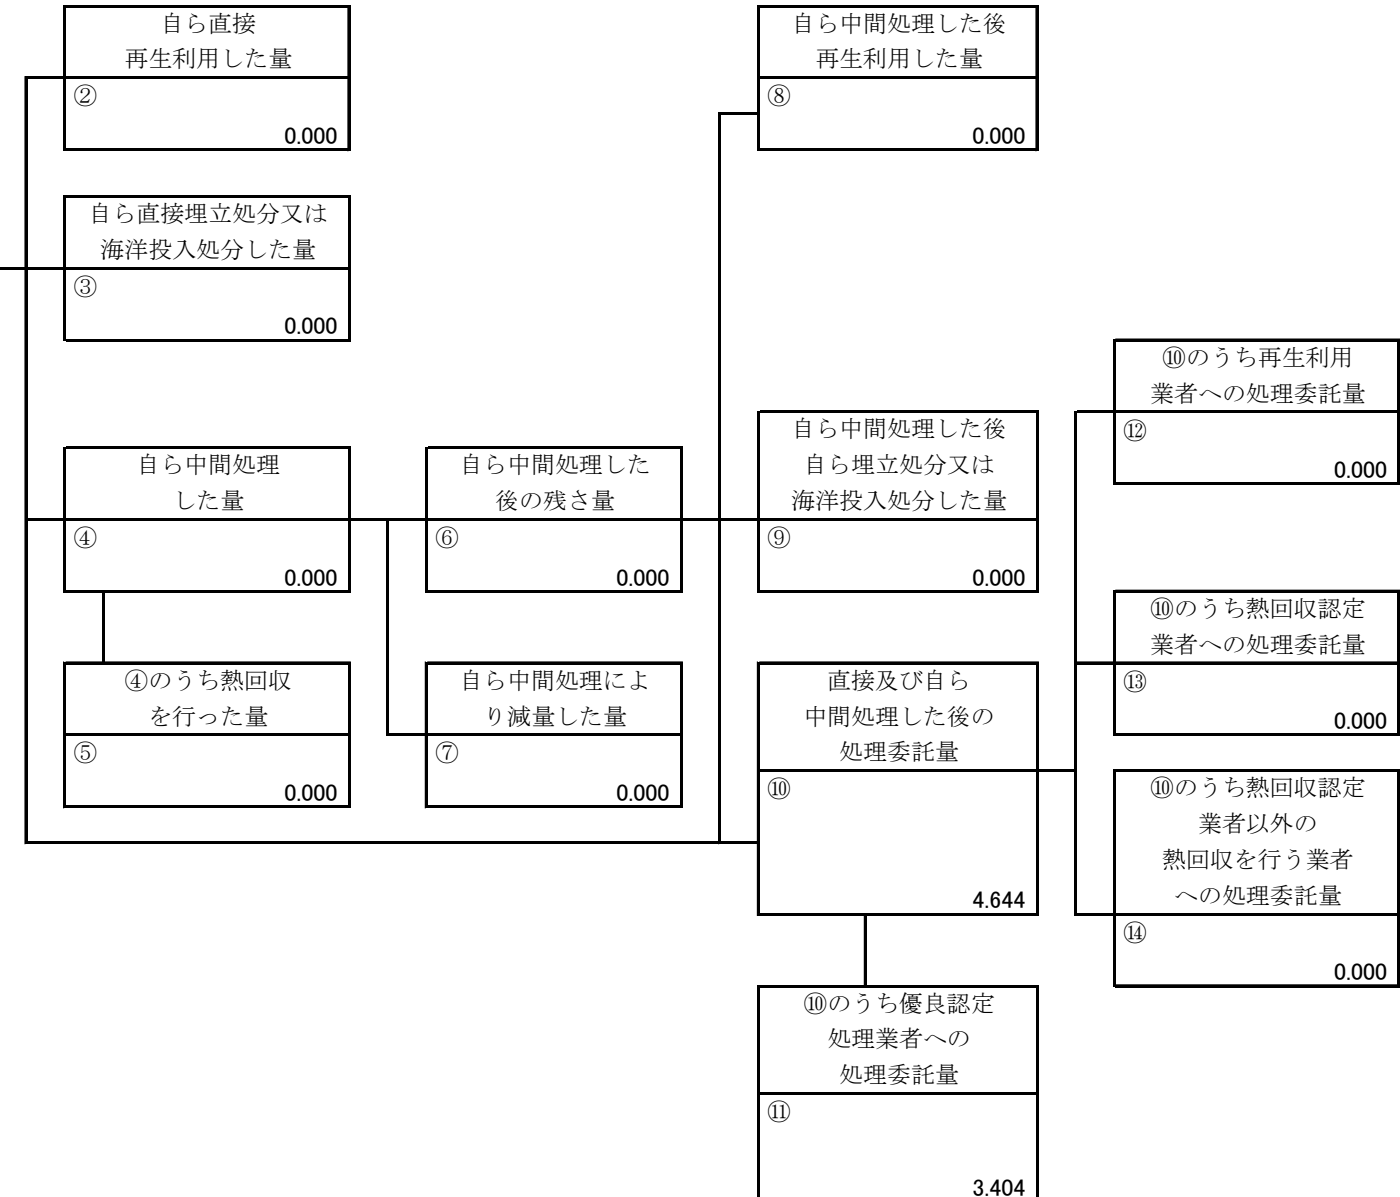 自ら直接
再生利用した量
②
0.000
自ら中間処理した後
再生利用した量
⑧
0.000
自ら直接埋立処分又は
海洋投入処分した量
③
0.000
⑩のうち再生利用
業者への処理委託量
⑫
0.000
自ら中間処理
した量
④
0.000
自ら中間処理した
後の残さ量
⑥
0.000
自ら中間処理した後
自ら埋立処分又は
海洋投入処分した量
⑨
0.000
⑩のうち熱回収認定
業者への処理委託量
⑬
0.000
④のうち熱回収
を行った量
⑤
0.000
自ら中間処理によ
り減量した量
⑦
0.000
直接及び自ら
中間処理した後の
処理委託量
⑩
4.644
⑩のうち熱回収認定
業者以外の
熱回収を行う業者
への処理委託量
⑭
0.000
⑩のうち優良認定
処理業者への
処理委託量
⑪
3.404